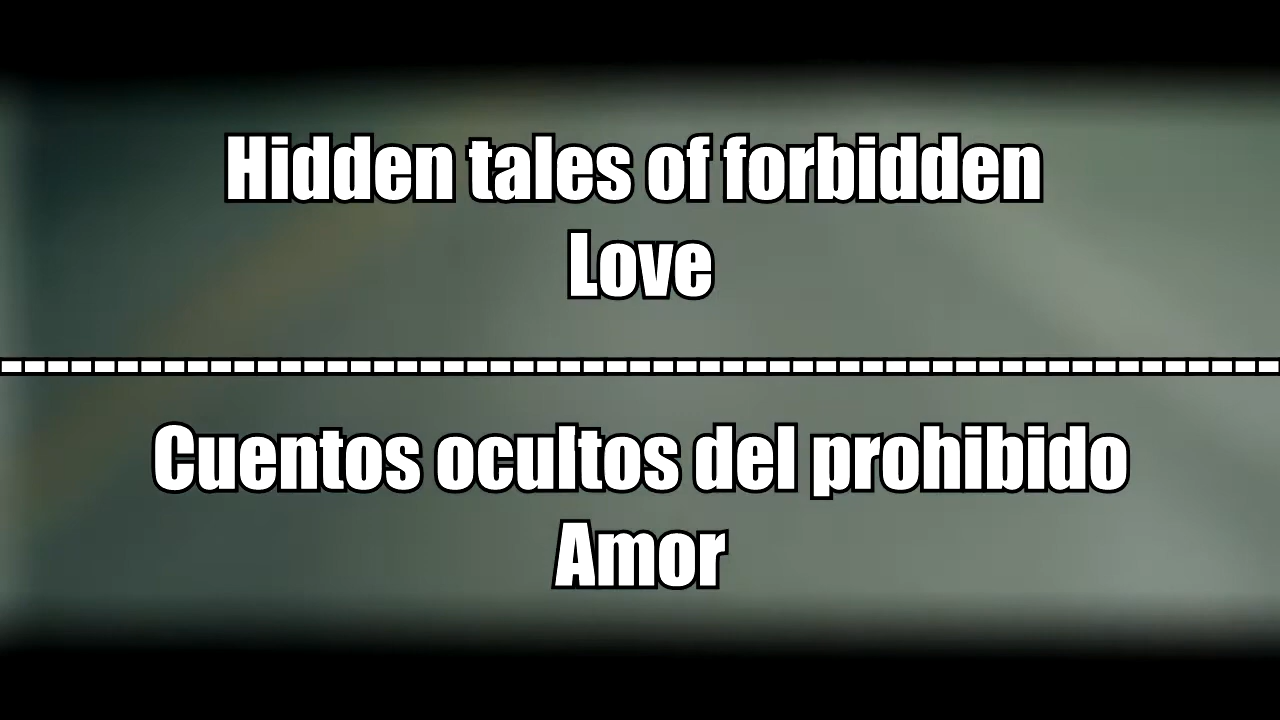 Hidden tales of forbidden
Love
Cuentos ocultos del prohibido
Amor